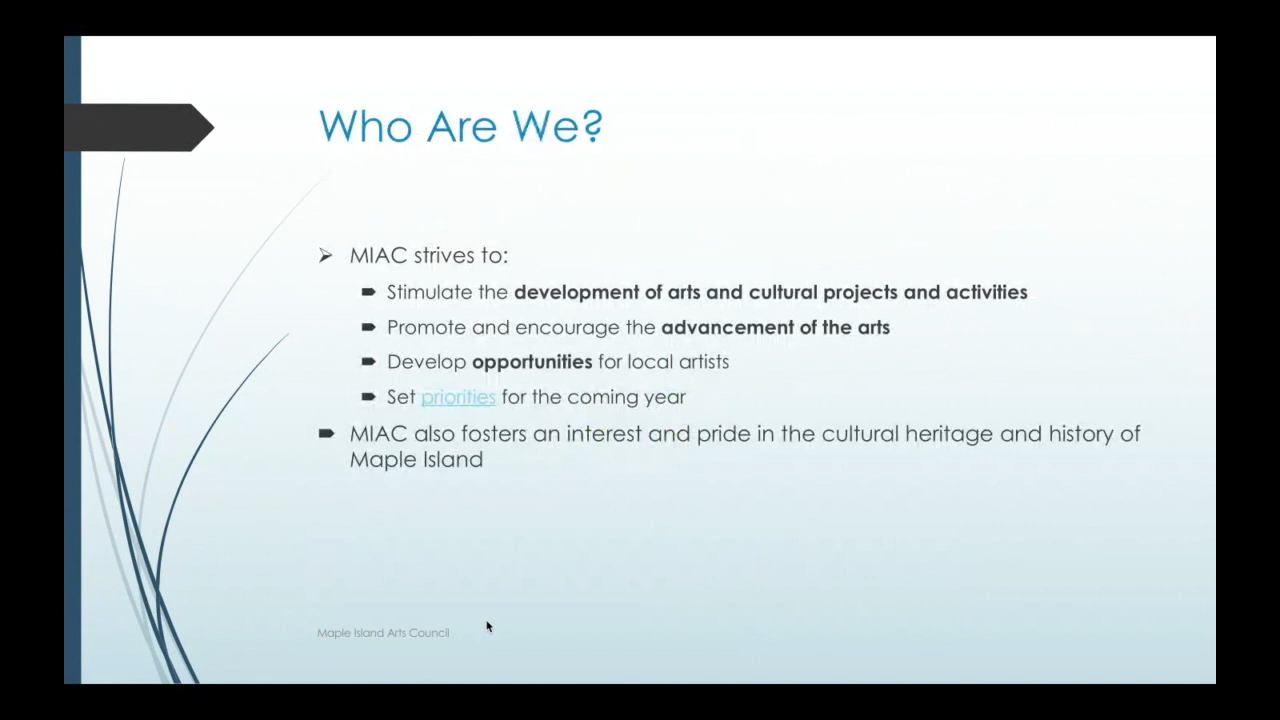 Who Are We?
MIAC strives to:
Stimulate the development of arts and cultural projects and activities
Promote and encourage the advancement of the arts
Develop opportunities for local artists
Set priorities for the coming year
MIAC also fosters an interest and pride in the cultural heritage and history of
Maple Island
Maple Island Arts Council